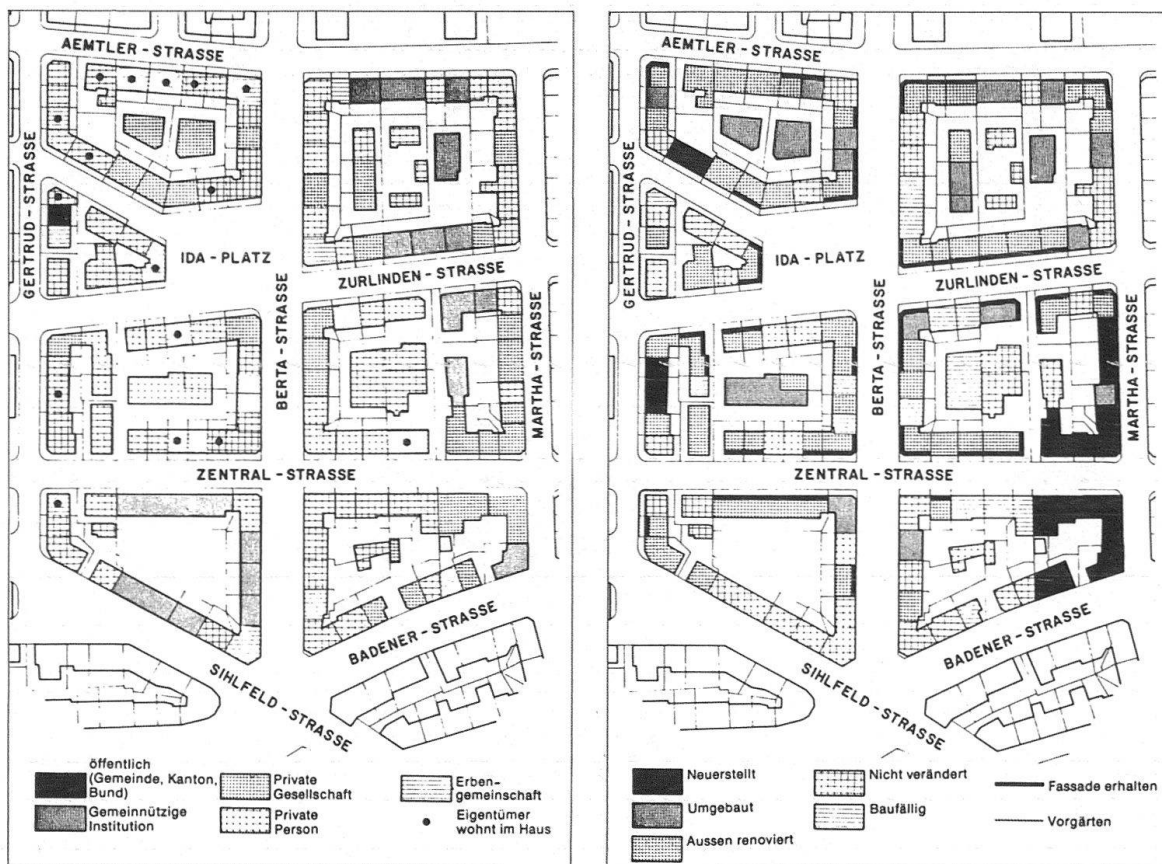 AEMTLER-STRASSE
GERTRUD-STRASSE
IDA-PLATZ
ZURLINDEN-STRASSE
BERTA-STRASSE
MARTHA-STRASSE
ZENTRAL-STRASSE
BADENER-STRASSE
SIHLFELD-STRASSE
öffentlich
(Gemeinde, Kanton,
Bund)
Gemeinnützige
Institution
Private
Gesellschaft
Private
Person
Erben-
gemeinschaft
Eigentümer
wohnt im Haus
AEMTLER-STRASSE
GERTRUD-STRASSE
IDA-PLATZ
ZURLINDEN-STRASSE
BERTA-STRASSE
MARTHA-STRASSE
ZENTRAL-STRASSE
BADENER-STRASSE
SIHLFELD-STRASSE
Neuerstellt
Umgebaut
Aussen renoviert
Nicht verändert
Baufällig
Fassade erhalten
Vorgärten